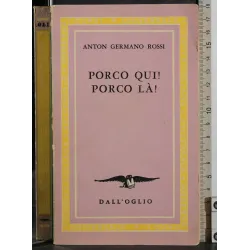 ANTON GERMANO ROSSI
PORCO QUI!
PORCO LÀ!
DALL'OGLIO